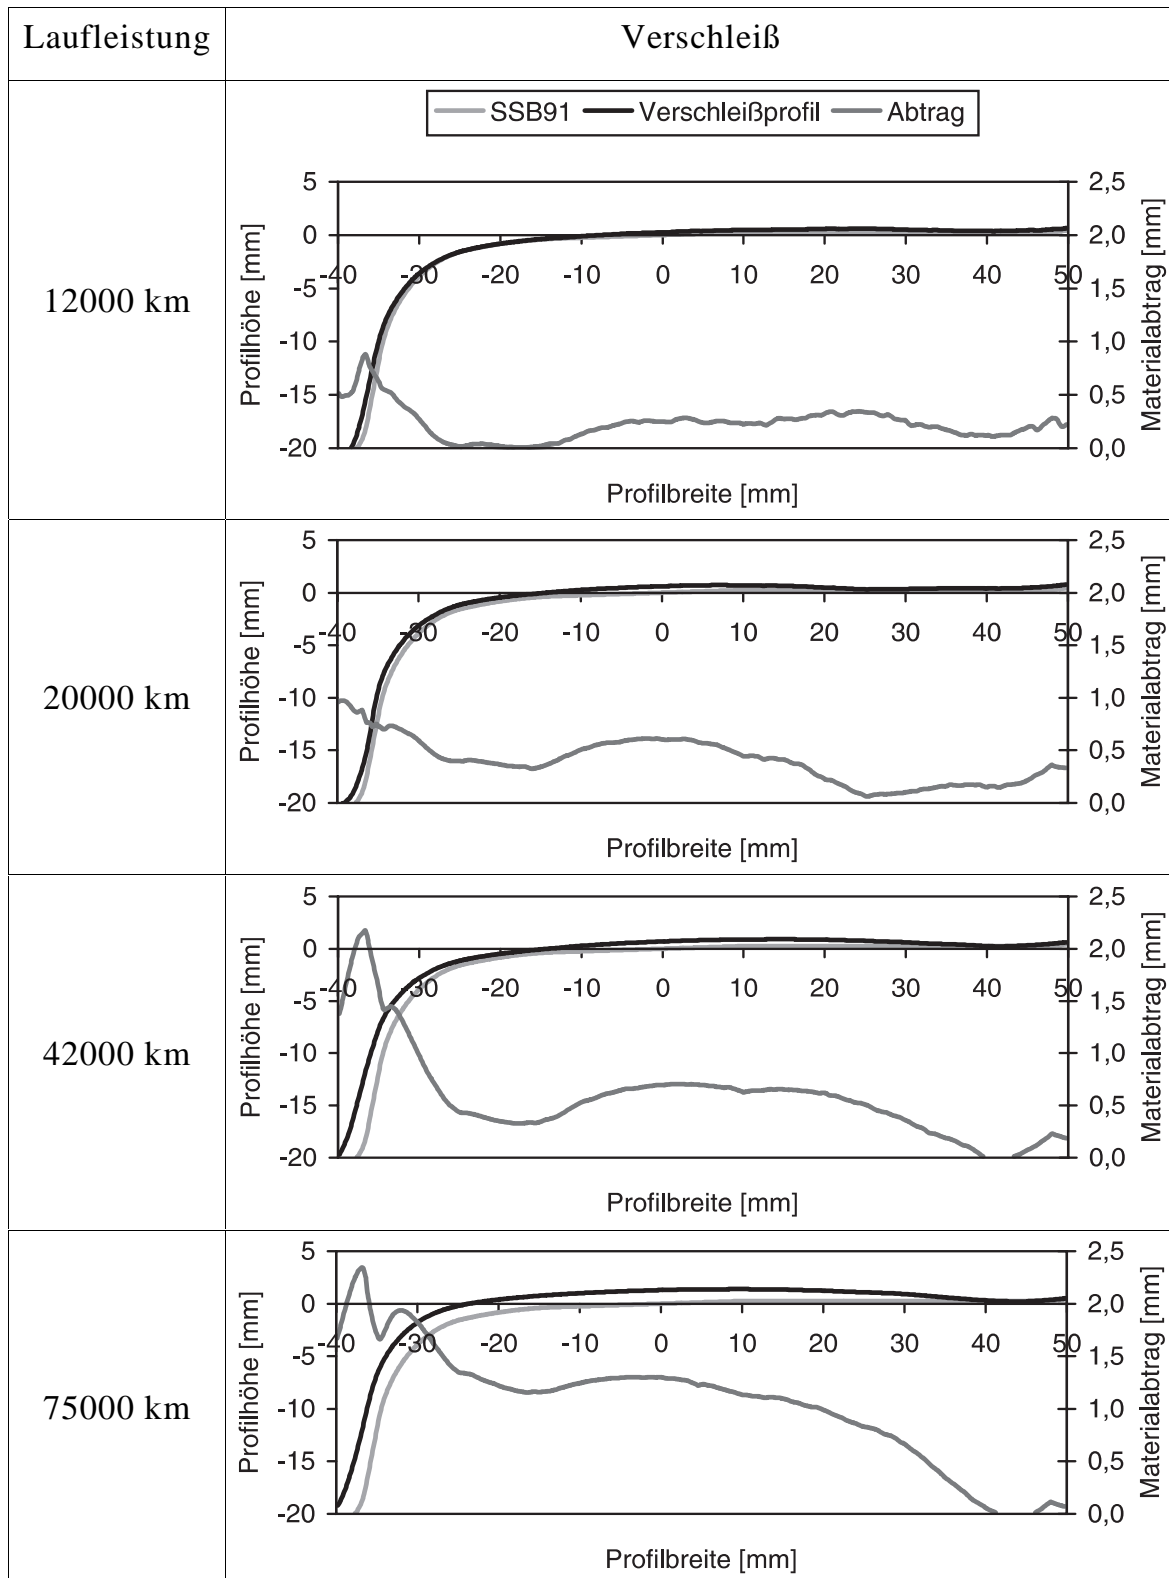 Laufleistung Verschleiß
SSB91 Verschleißprofil Abtrag
12000 km
Profilhöhe [mm]
5
0
-5
-10
-15
-20
-40 -30 -20 -10 0 10 20 30 40 50
2,5
2,0
1,5
1,0
0,5
0,0
Materialabtrag [mm]
Profilbreite [mm]
20000 km
Profilhöhe [mm]
5
0
-5
-10
-15
-20
-40 -30 -20 -10 0 10 20 30 40 50
2,5
2,0
1,5
1,0
0,5
0,0
Materialabtrag [mm]
Profilbreite [mm]
42000 km
Profilhöhe [mm]
5
0
-5
-10
-15
-20
-40 -30 -20 -10 0 10 20 30 40 50
2,5
2,0
1,5
1,0
0,5
0,0
Materialabtrag [mm]
Profilbreite [mm]
75000 km
Profilhöhe [mm]
5
0
-5
-10
-15
-20
-40 -30 -20 -10 0 10 20 30 40 50
2,5
2,0
1,5
1,0
0,5
0,0
Materialabtrag [mm]
Profilbreite [mm]